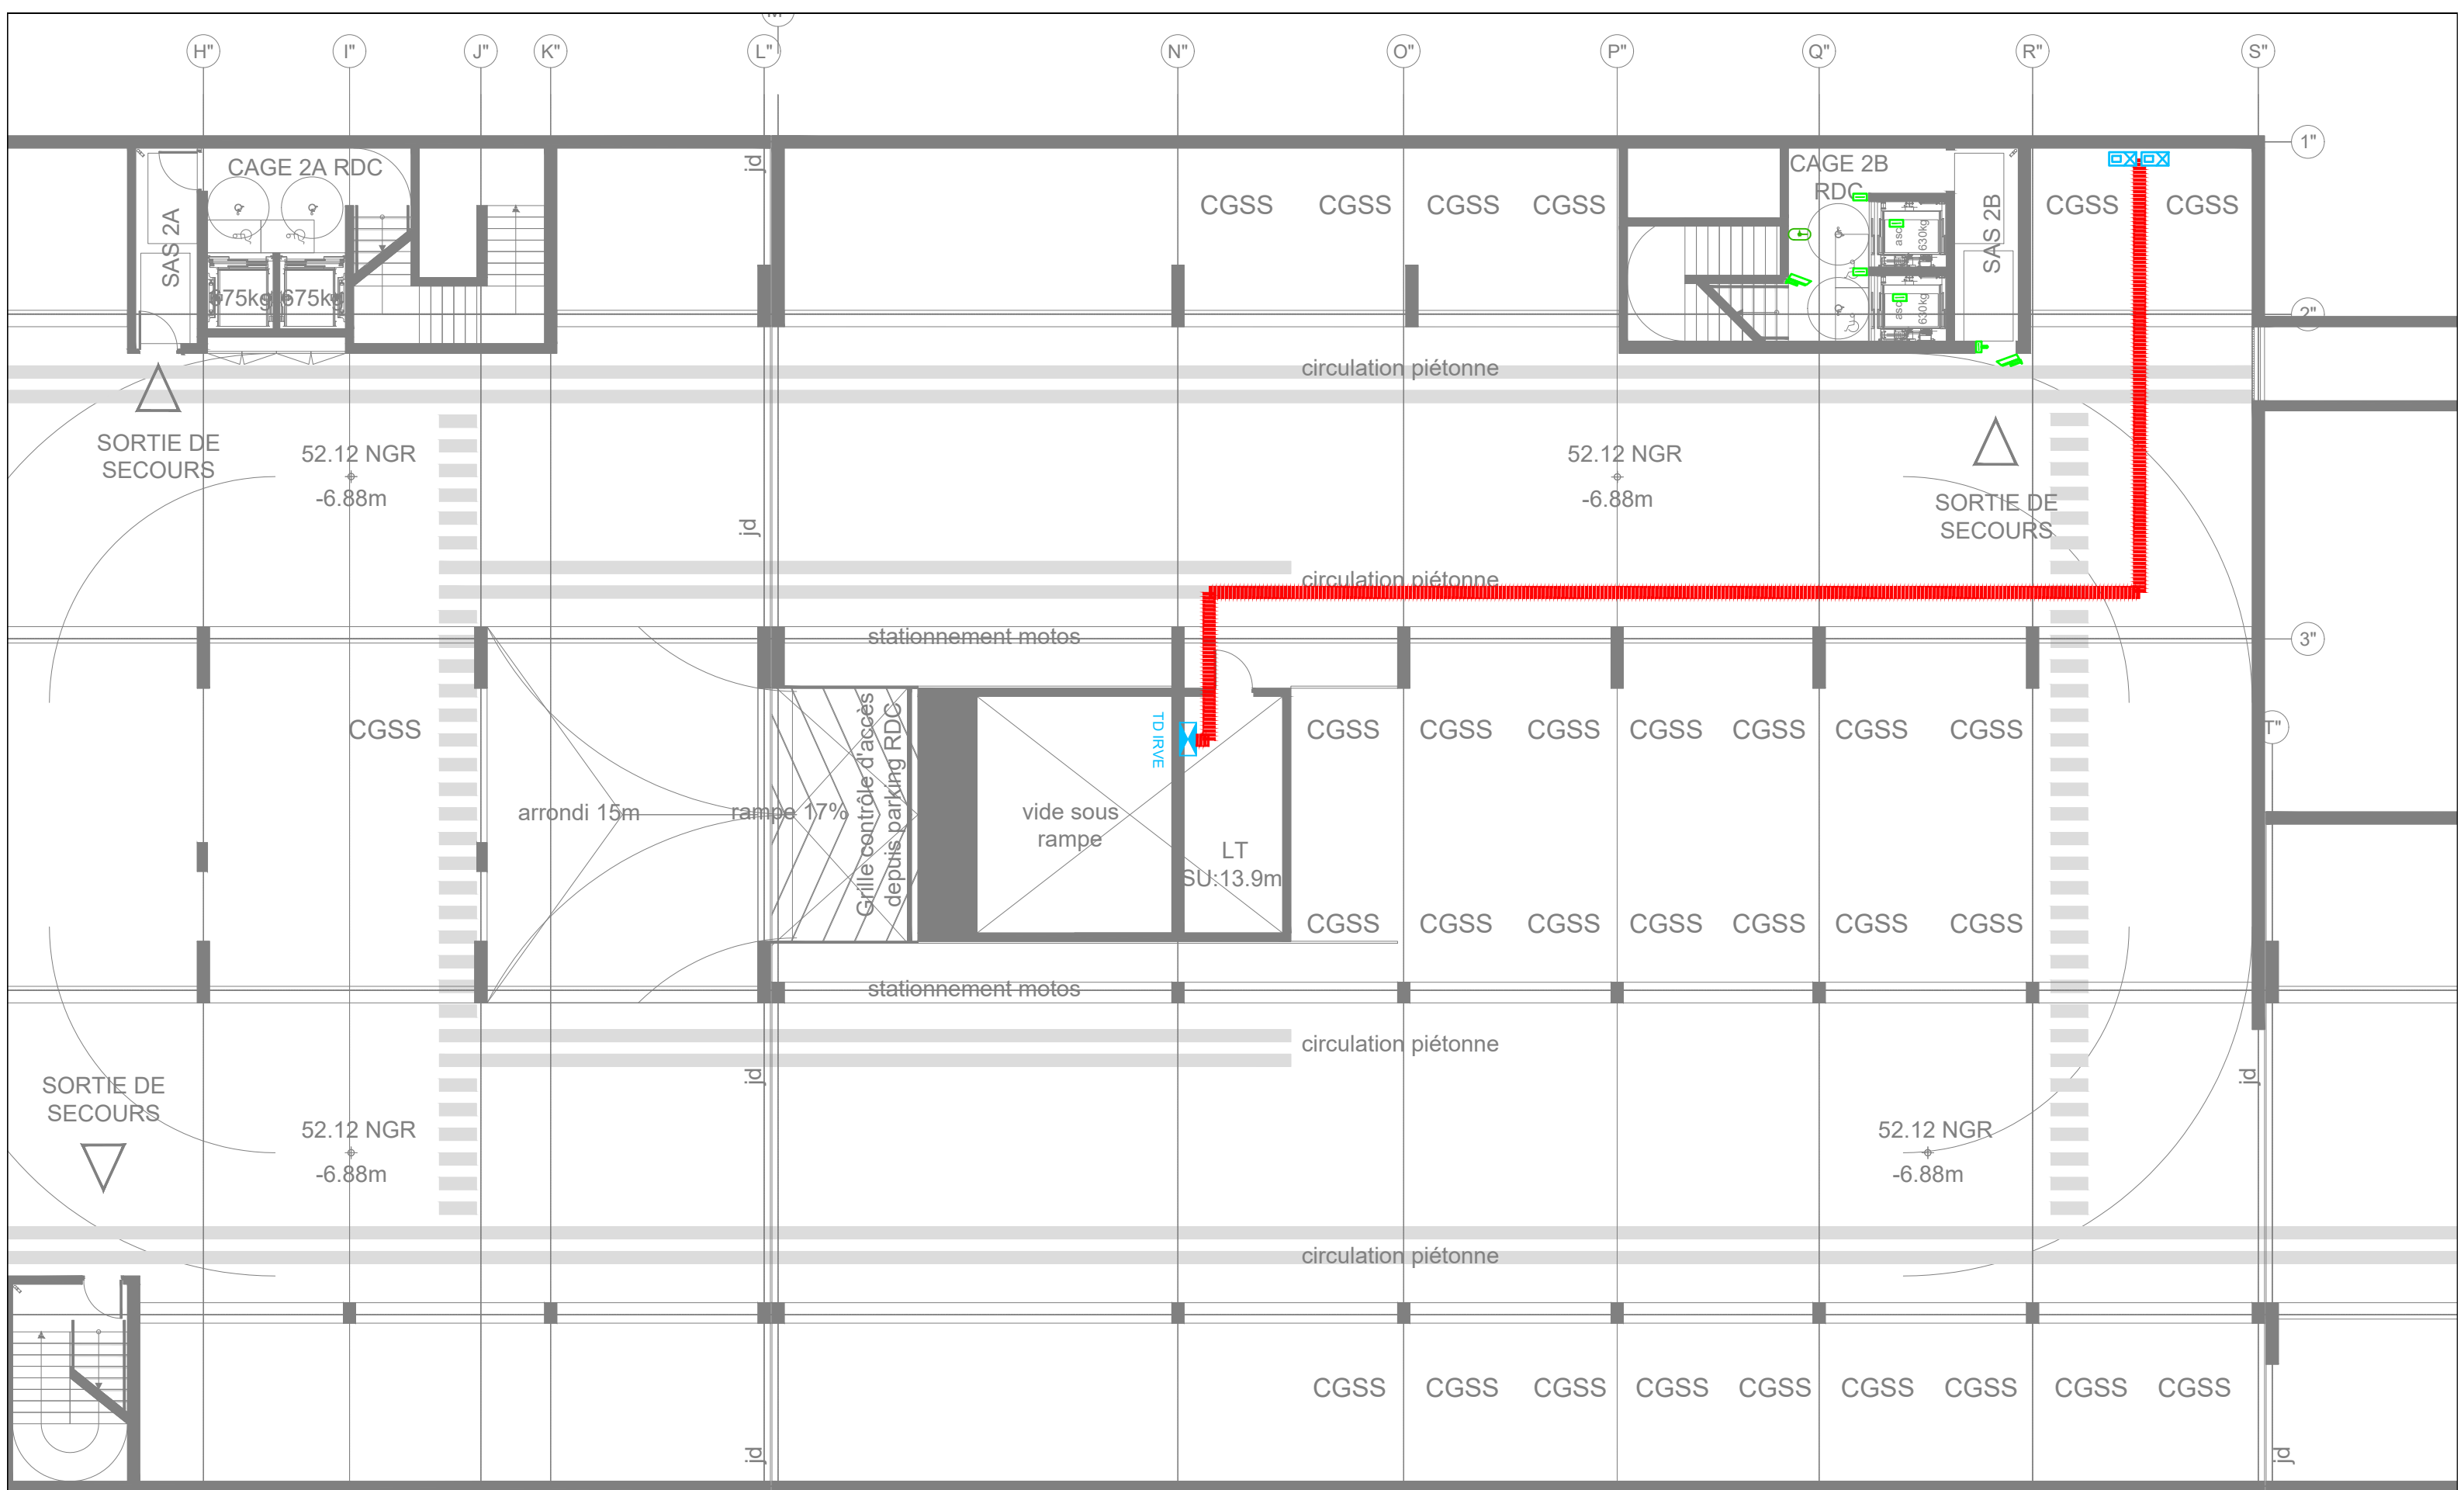 H"
I"
J"
K"
L"
N"
O"
P"
Q"
R"
S"
1"
CAGE 2A RDC
jd
CAGE 2B
RDC
CGSS
CGSS
CGSS
CGSS
CGSS
CGSS
SAS 2A
SAS 2B
asc
630kg
asc
630kg
675kg
675kg
2"
circulation piétonne
SORTIE DE
SECOURS
52.12 NGR
-6.88m
52.12 NGR
-6.88m
SORTIE DE
SECOURS
jd
circulation piétonne
stationnement motos
3"
CGSS
TD IRVE
CGSS
CGSS
CGSS
CGSS
CGSS
CGSS
CGSS
T"
arrondi 15m
rampe 17%
Grille contrôle d'accès
depuis parking RDC
vide sous
rampe
LT
SU:13.9m
CGSS
CGSS
CGSS
CGSS
CGSS
CGSS
CGSS
stationnement motos
circulation piétonne
jd
jd
SORTIE DE
SECOURS
52.12 NGR
-6.88m
52.12 NGR
-6.88m
circulation piétonne
CGSS
CGSS
CGSS
CGSS
CGSS
CGSS
CGSS
CGSS
CGSS
jd
jd